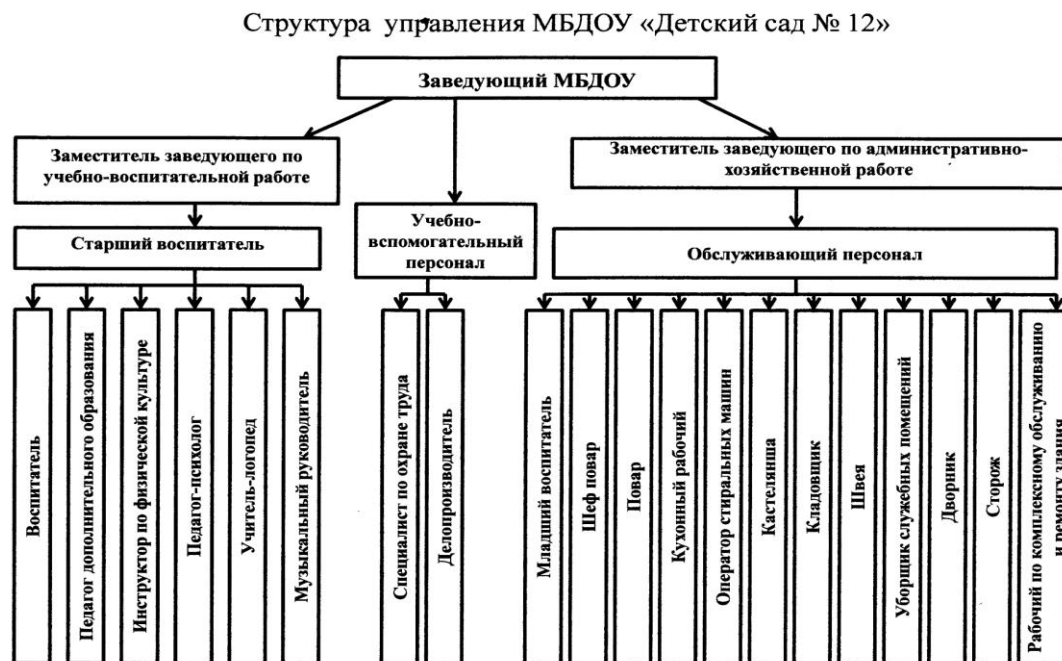 Структура управления МБДОУ «Детский сад № 12»
Заведующий МБДОУ
Заместитель заведующего по
учебно-воспитательной работе
Заместитель заведующего по административно-
хозяйственной работе
Учебно-
вспомогательный
персонал
Старший воспитатель
Обслуживающий персонал
Воспитатель
Педагог дополнительного образования
Инструктор по физической культуре
Педагог-психолог
Учитель-логопед
Музыкальный руководитель
Специалист по охране труда
Делопроизводитель
Младший воспитатель
Шеф повар
Повар
Кухонный рабочий
Оператор стиральных машин
Кастелянша
Кладовщик
Швея
Уборщик служебных помещений
Дворник
Сторож
Рабочий по комплексному обслуживанию
и ремонту здания